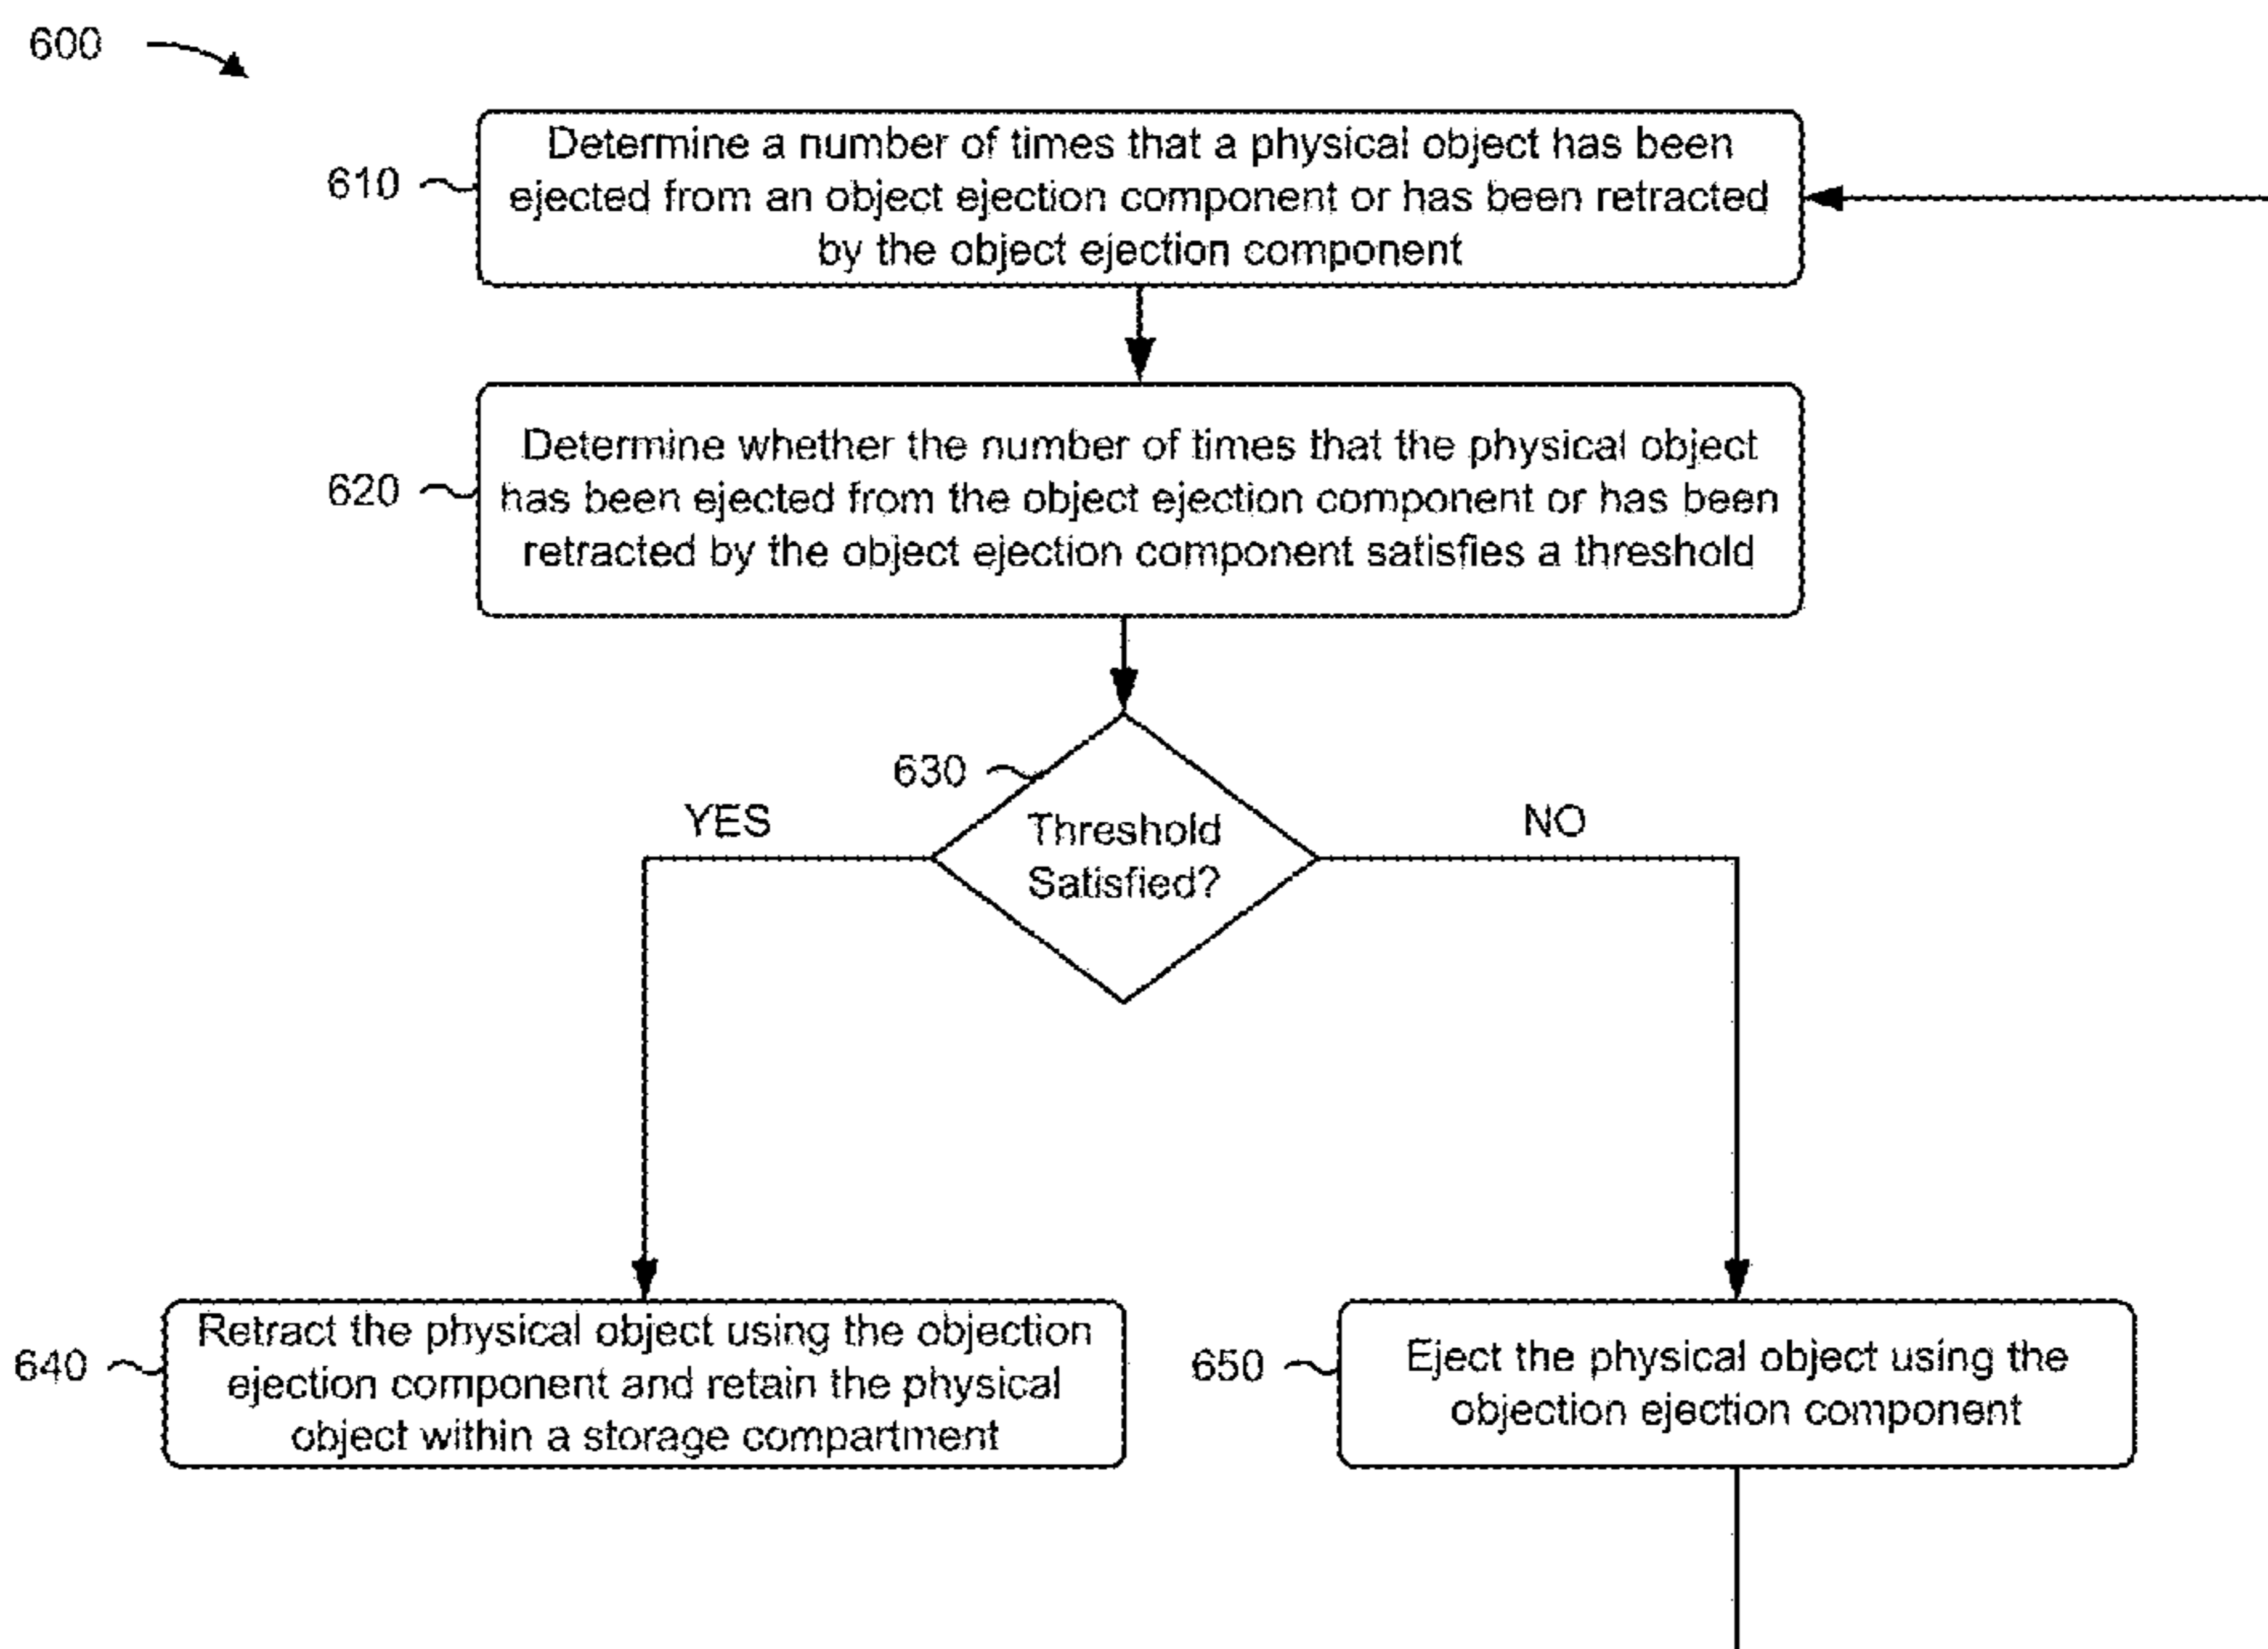 600
610
Determine a number of times that a physical object has been
ejected from an object ejection component or has been retracted
by the object ejection component
620
Determine whether the number of times that the physical object
has been ejected from the object ejection component or has been
retracted by the object ejection component satisfies a threshold
630
YES
NO
Threshold
Satisfied?
640
Retract the physical object using the objection
ejection component and retain the physical
object within a storage compartment
650
Eject the physical object using the
objection ejection component